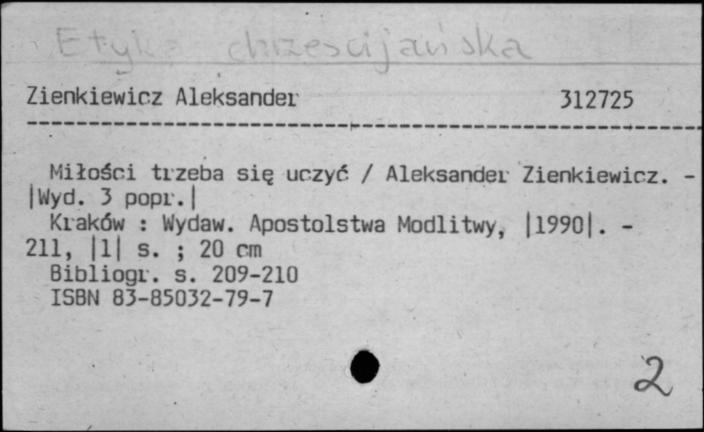 Etyka chrześcijańska
Zienkiewicz Aleksander 312725
Miłości trzeba się uczyć / Aleksander Zienkiewicz. -
|Wyd. 3 popr.|
Kraków : Wydaw. Apostolstwa Modlitwy, |1990|. -
211, |1| s. ; 20 cm
Bibliogr. s. 209-210
ISBN 83-85032-79-7
2